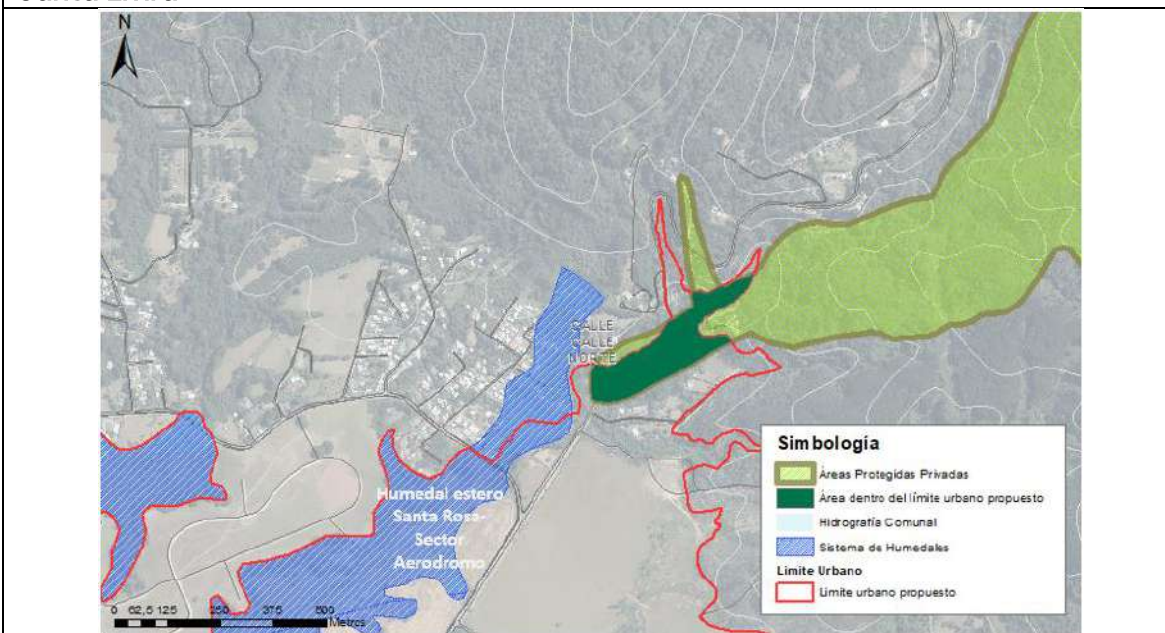 N
CALLE
CALLE
NORTE
Humedal estero
Santa Rosa-
Sector
Aerodromo
Simbología
Áreas Protegidas Privadas
Área dentro del límite urbano propuesto
Hidrografía Comunal
Sistema de Humedales
Limite Urbano
Limite urbano propuesto
0 62,5 125 250 375 500
Metros